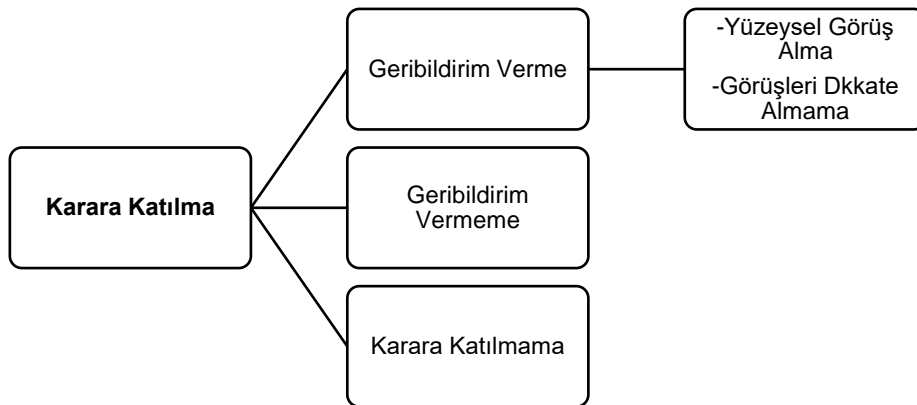 -Yüzeysel Görüş
Alma
-Görüşleri Dkkate
Almama
Geribildirim Verme
Karara Katılma
Geribildirim
Vermeme
Karara Katılmama